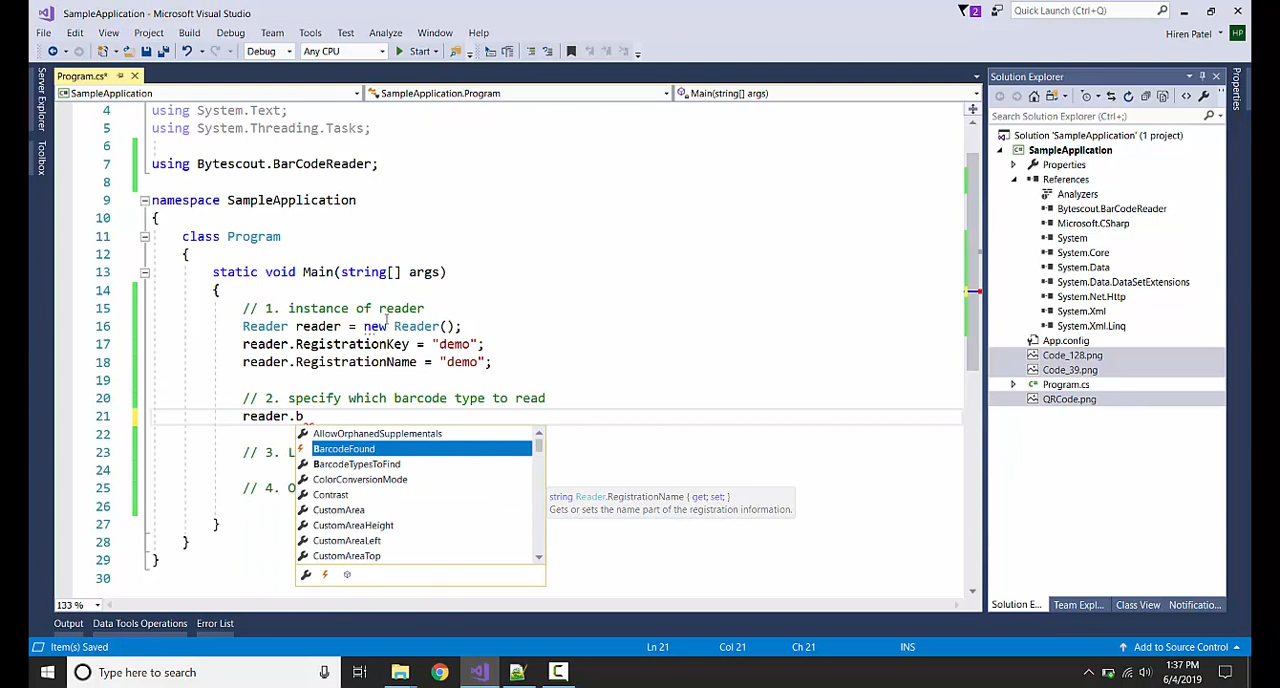 SampleApplication - Microsoft Visual Studio
2
Quick Launch (Ctrl+Q)
File Edit View Project Build Debug Team Tools Test Analyze Window Help
Hiren Patel HP
Debug Any CPU Start
Server Explorer
Toolbox
Program.cs*
SampleApplication SampleApplication.Program Main(string[] args)
4 using System.Text;
5 using System.Threading.Tasks;
6
7 using Bytescout.BarCodeReader;
8
9 namespace SampleApplication
10 {
11 class Program
12 {
13 static void Main(string[] args)
14 {
15 // 1. instance of reader
16 Reader reader = new Reader();
17 reader.RegistrationKey = "demo";
18 reader.RegistrationName = "demo";
19
20 // 2. specify which barcode type to read
21 reader.b
22
23 // 3. L
24
25 // 4. O
26
27 }
28 }
29 }
30
AllowOrphanedSupplementals
BarcodeFound
BarcodeTypesToFind
ColorConversionMode
Contrast
CustomArea
CustomAreaHeight
CustomAreaLeft
CustomAreaTop
string Reader.RegistrationName { get; set; }
Gets or sets the name part of the registration information.
133 %
Solution Explorer
Search Solution Explorer (Ctrl+;)
Solution 'SampleApplication' (1 project)
SampleApplication
Properties
References
Analyzers
Bytescout.BarCodeReader
Microsoft.CSharp
System
System.Core
System.Data
System.Data.DataSetExtensions
System.Net.Http
System.Xml
System.Xml.Linq
App.config
Code_128.png
Code_39.png
Program.cs
QRCode.png
Solution E... Team Expl... Class View Notificatio...
Properties
Output Data Tools Operations Error List
Item(s) Saved Ln 21 Col 21 Ch 21 INS Add to Source Control
Type here to search
1:37 PM
6/4/2019